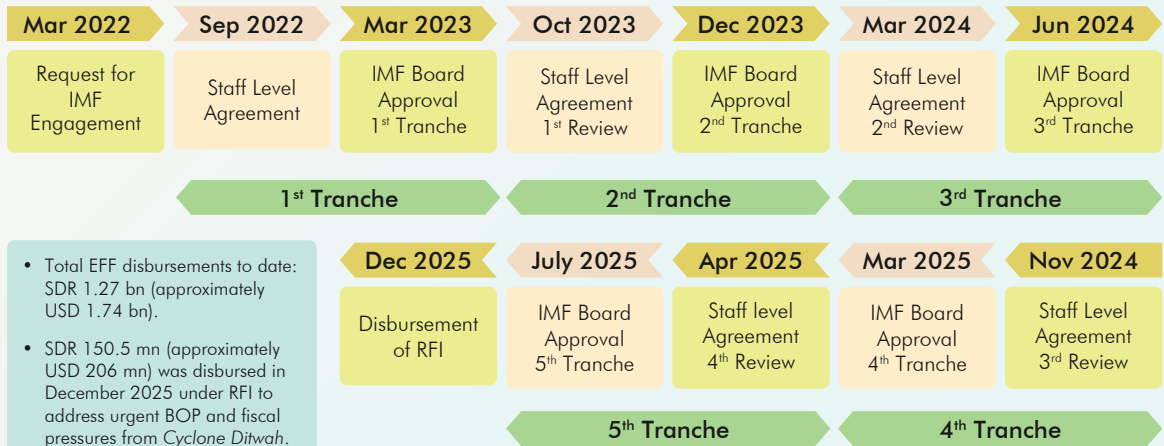 Mar 2022
Sep 2022
Mar 2023
Oct 2023
Dec 2023
Mar 2024
Jun 2024
Request for
IMF
Engagement
Staff Level
Agreement
IMF Board
Approval
1st Tranche
Staff Level
Agreement
1st Review
IMF Board
Approval
2nd Tranche
Staff Level
Agreement
2nd Review
IMF Board
Approval
3rd Tranche
1st Tranche
2nd Tranche
3rd Tranche
• Total EFF disbursements to date:
SDR 1.27 bn (approximately
USD 1.74 bn).
• SDR 150.5 mn (approximately
USD 206 mn) was disbursed in
December 2025 under RFI to
address urgent BOP and fiscal
pressures from Cyclone Ditwah.
Dec 2025
July 2025
Apr 2025
Mar 2025
Nov 2024
Disbursement
of RFI
IMF Board
Approval
5th Tranche
Staff level
Agreement
4th Review
IMF Board
Approval
4th Tranche
Staff Level
Agreement
3rd Review
5th Tranche
4th Tranche